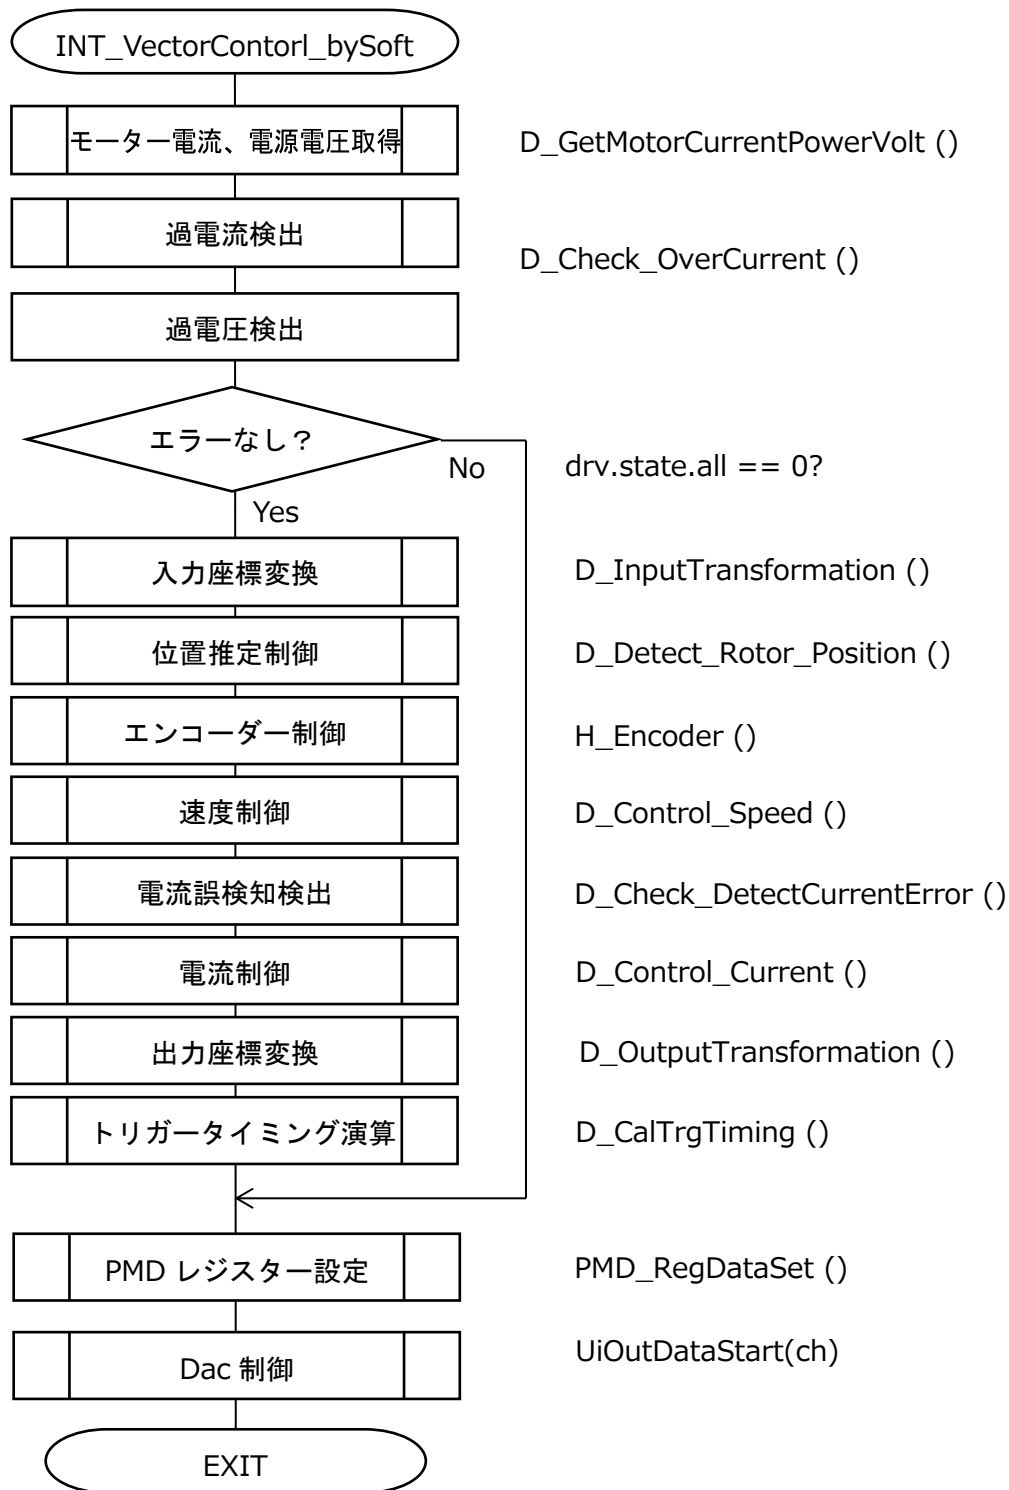 INT_VectorContorl_bySoft
モーター電流、電源電圧取得
D_GetMotorCurrentPowerVolt ()
過電流検出
D_Check_OverCurrent ()
過電圧検出
エラーなし？
No
drv.state.all == 0?
Yes
入力座標変換
D_InputTransformation ()
位置推定制御
D_Detect_Rotor_Position ()
エンコーダー制御
H_Encoder ()
速度制御
D_Control_Speed ()
電流誤検知検出
D_Check_DetectCurrentError ()
電流制御
D_Control_Current ()
出力座標変換
D_OutputTransformation ()
トリガータイミング演算
D_CalTrgTiming ()
PMD レジスター設定
PMD_RegDataSet ()
Dac 制御
UiOutDataStart(ch)
EXIT